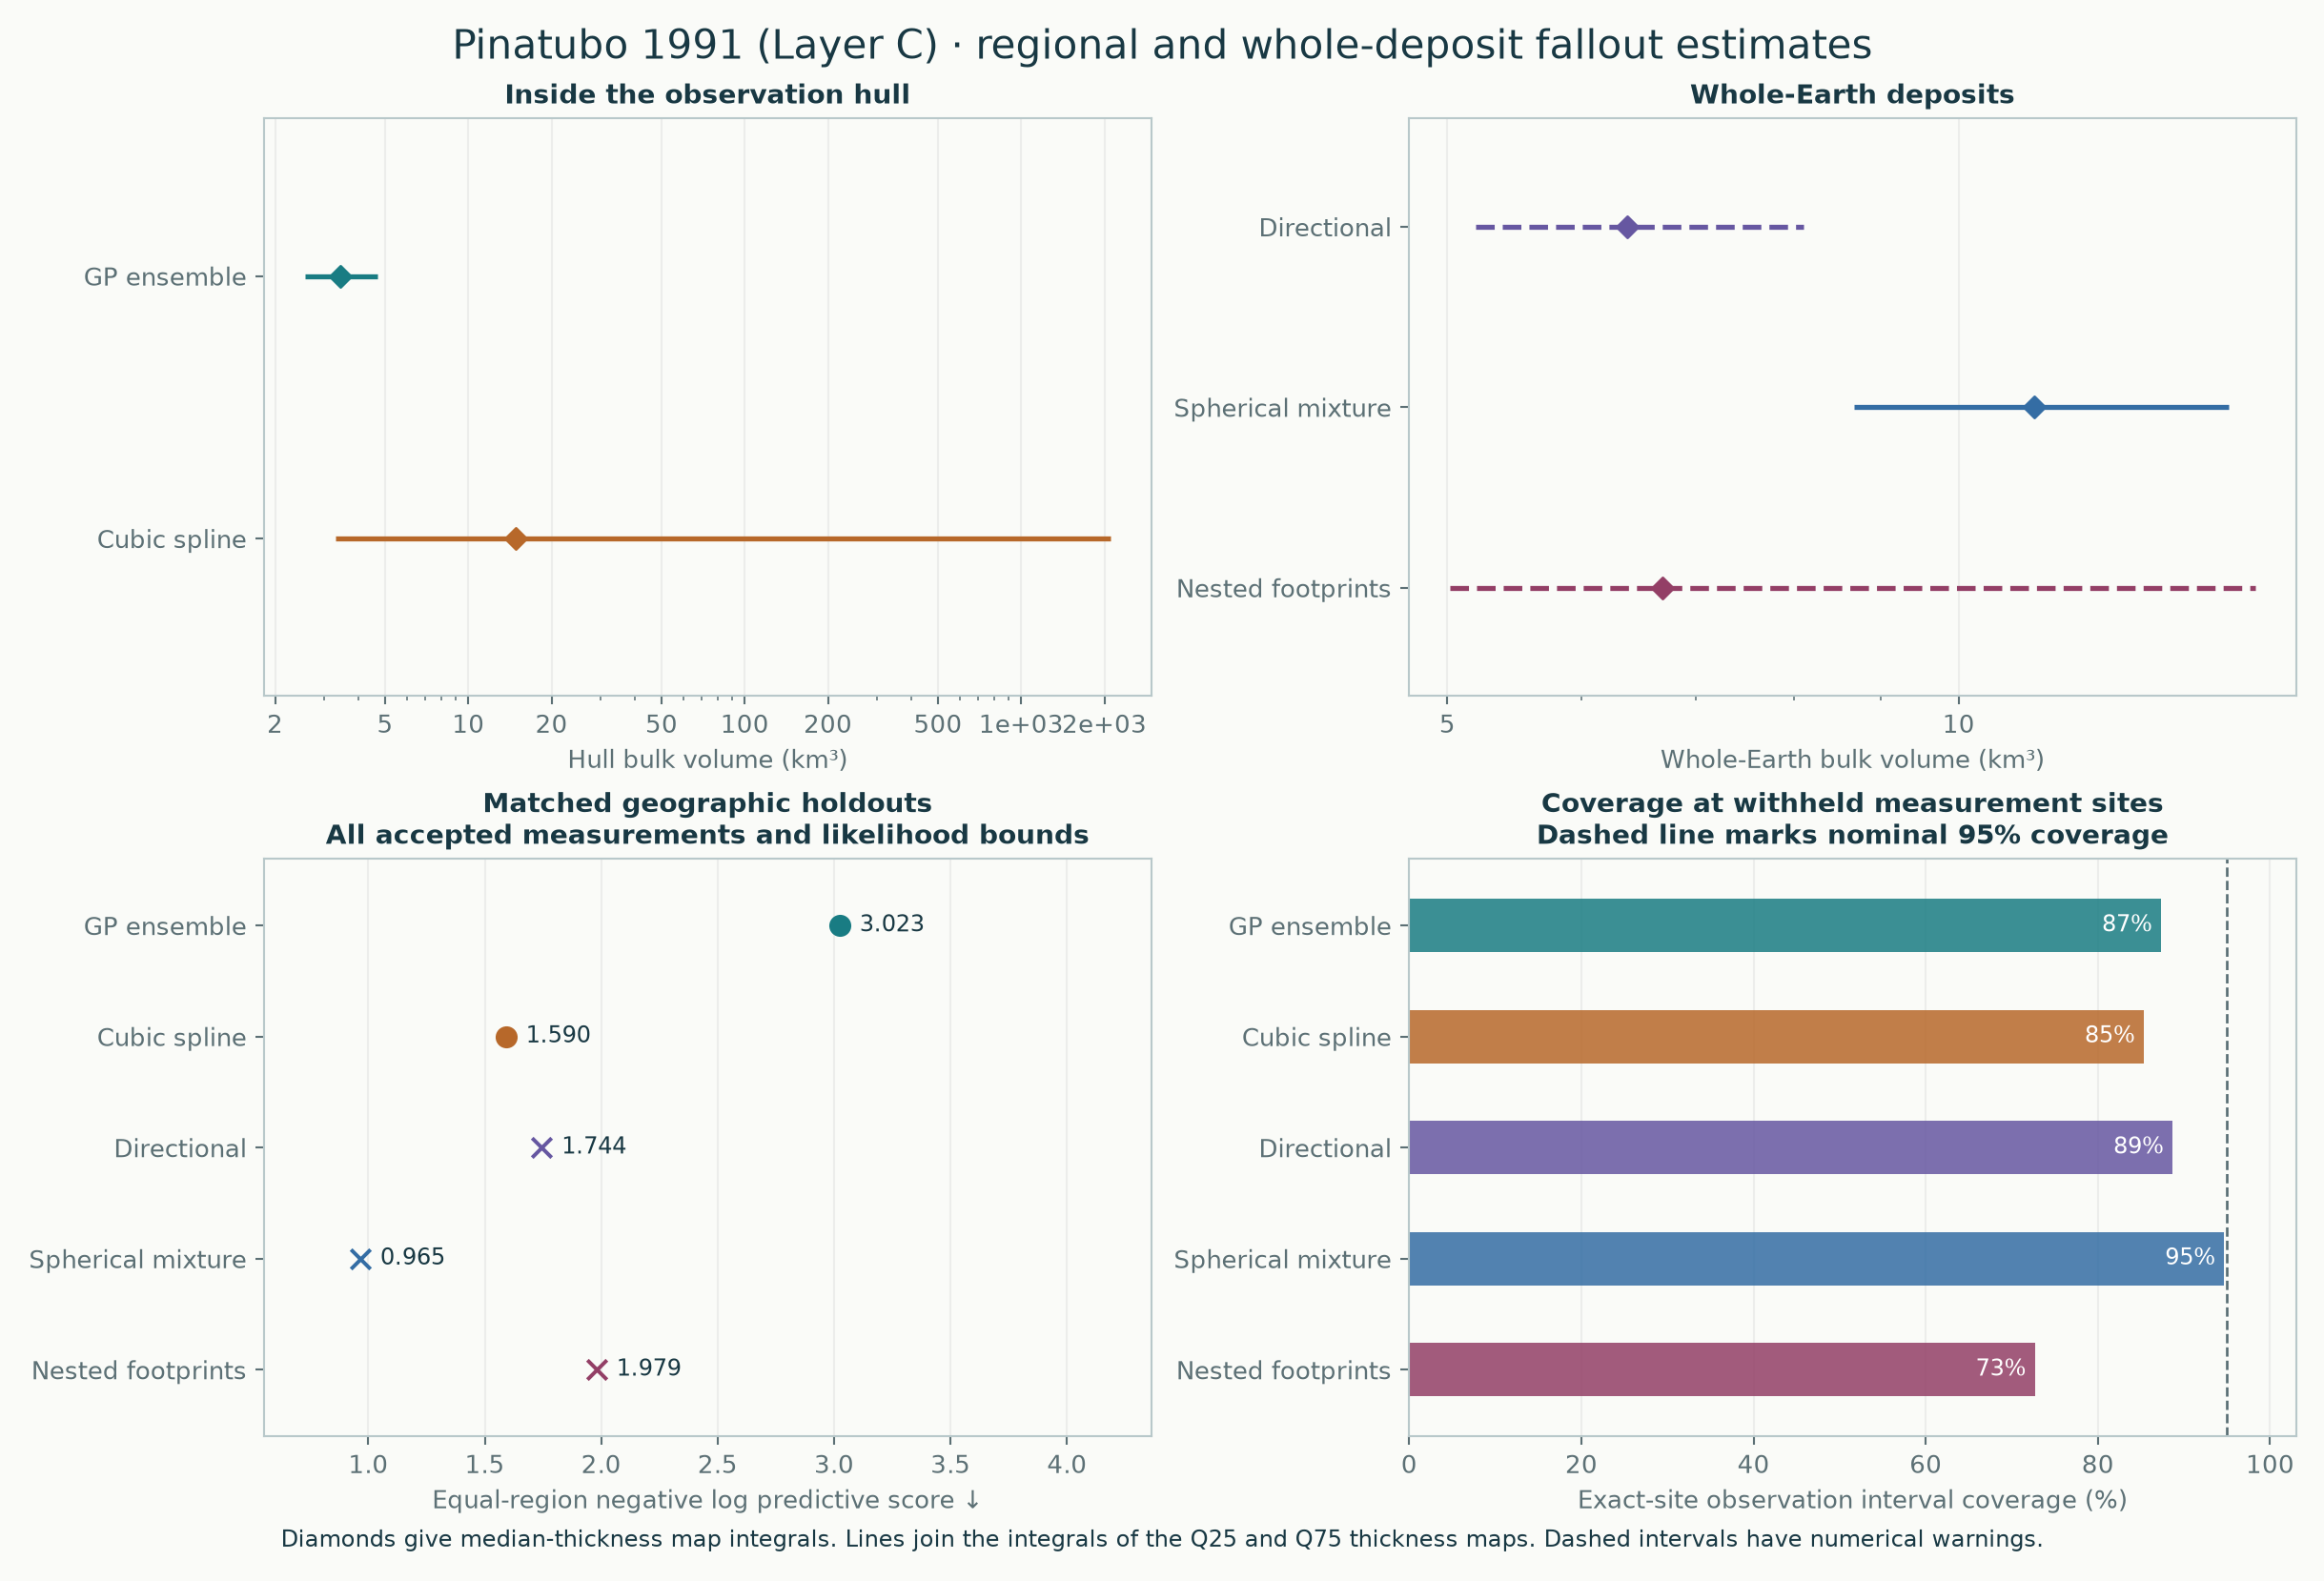 Pinatubo 1991 (Layer C) · regional and whole-deposit fallout estimates
Inside the observation hull
GP ensemble
Cubic spline
2 5 10 20 50 100 200 500 1e+03 2e+03
Hull bulk volume (km³)
Whole-Earth deposits
Directional
Spherical mixture
Nested footprints
5 10
Whole-Earth bulk volume (km³)
Matched geographic holdouts
All accepted measurements and likelihood bounds
GP ensemble 3.023
Cubic spline 1.590
Directional 1.744
Spherical mixture 0.965
Nested footprints 1.979
1.0 1.5 2.0 2.5 3.0 3.5 4.0
Equal-region negative log predictive score ↓
Coverage at withheld measurement sites
Dashed line marks nominal 95% coverage
GP ensemble 87%
Cubic spline 85%
Directional 89%
Spherical mixture 95%
Nested footprints 73%
0 20 40 60 80 100
Exact-site observation interval coverage (%)
Diamonds give median-thickness map integrals. Lines join the integrals of the Q25 and Q75 thickness maps. Dashed intervals have numerical warnings.